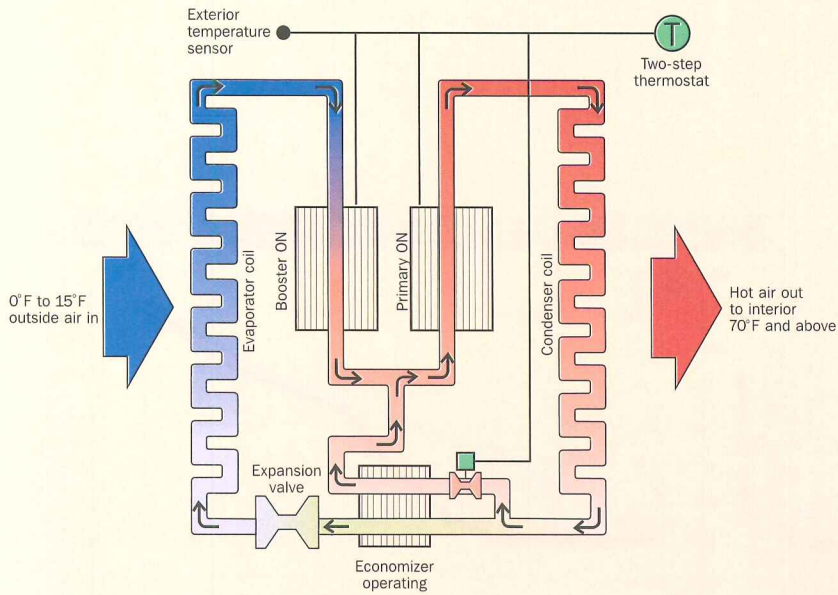 Exterior
temperature
sensor
T
Two-step
thermostat
0°F to 15°F
outside air in
Evaporator coil
Booster ON
Primary ON
Condenser coil
Hot air out
to interior
70°F and above
Expansion
valve
Economizer
operating